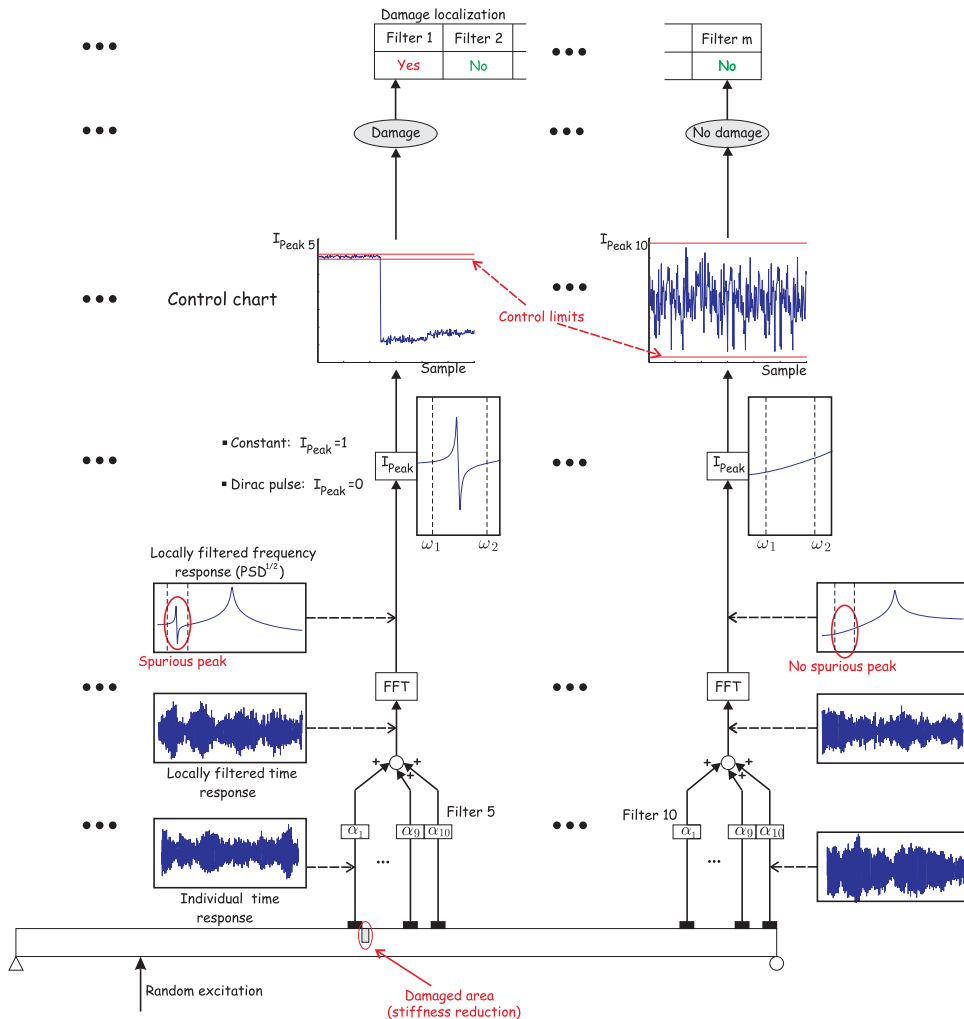 Damage localization
Filter 1 Filter 2 Filter m
Yes No No
Damage No damage
I_Peak 5
I_Peak 10
Control chart
Control limits
Sample
Sample
▪ Constant: I_Peak=1
▪ Dirac pulse: I_Peak=0
I_Peak
I_Peak
ω₁ ω₂
ω₁ ω₂
Locally filtered frequency
response (PSD^1/2)
Spurious peak
No spurious peak
FFT
FFT
Locally filtered time
response
+ + +
+ + +
Filter 5
Filter 10
α₁ α₉ α₁₀
α₁ α₉ α₁₀
...
...
Individual time
response
Random excitation
Damaged area
(stiffness reduction)